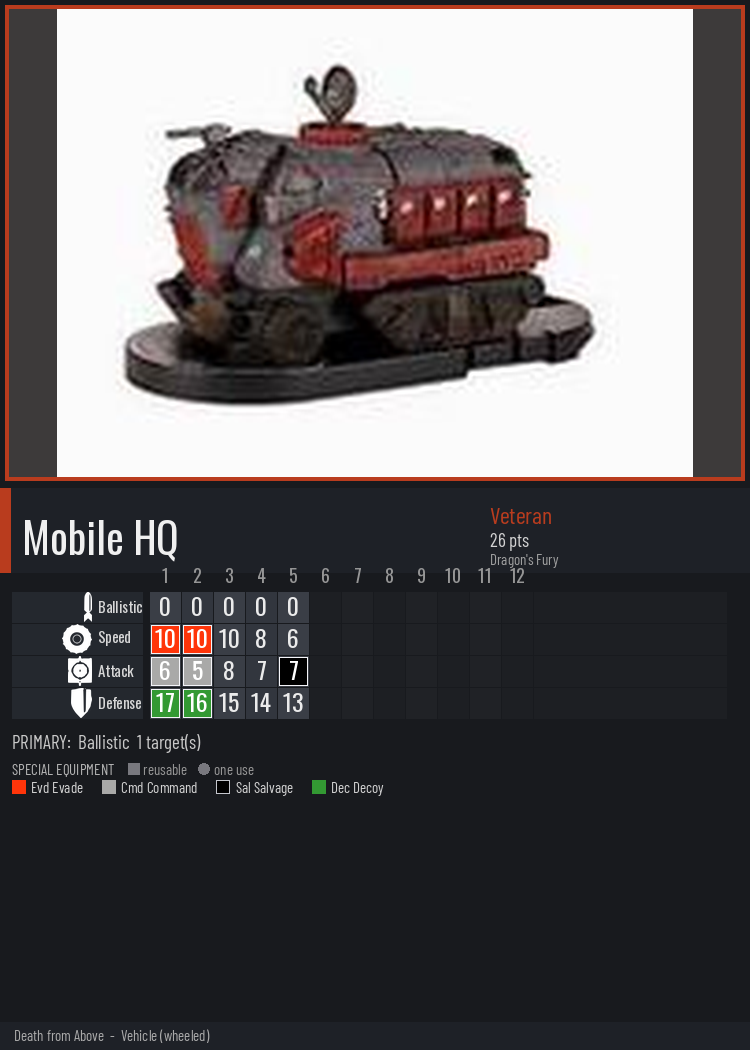 Mobile HQ
Veteran
26 pts
Dragon's Fury
1 2 3 4 5 6 7 8 9 10 11 12
Ballistic 0 0 0 0 0
Speed 10 10 10 8 6
Attack 6 5 8 7 7
Defense 17 16 15 14 13
PRIMARY: Ballistic 1 target(s)
SPECIAL EQUIPMENT reusable one use
Evd Evade Cmd Command Sal Salvage Dec Decoy
Death from Above - Vehicle (wheeled)